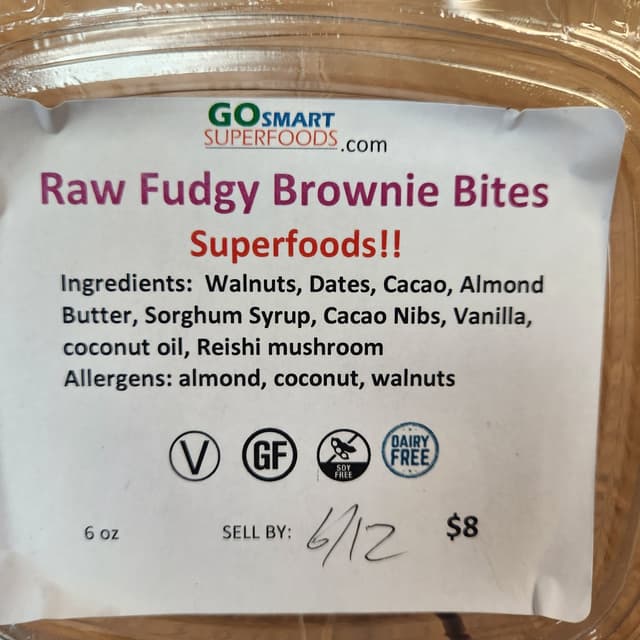 GOSMART
SUPERFOODS.com
Raw Fudgy Brownie Bites
Superfoods!!
Ingredients: Walnuts, Dates, Cacao, Almond
Butter, Sorghum Syrup, Cacao Nibs, Vanilla,
coconut oil, Reishi mushroom
Allergens: almond, coconut, walnuts
V GF SOY FREE DAIRY FREE
6 oz SELL BY: 6/12 $8